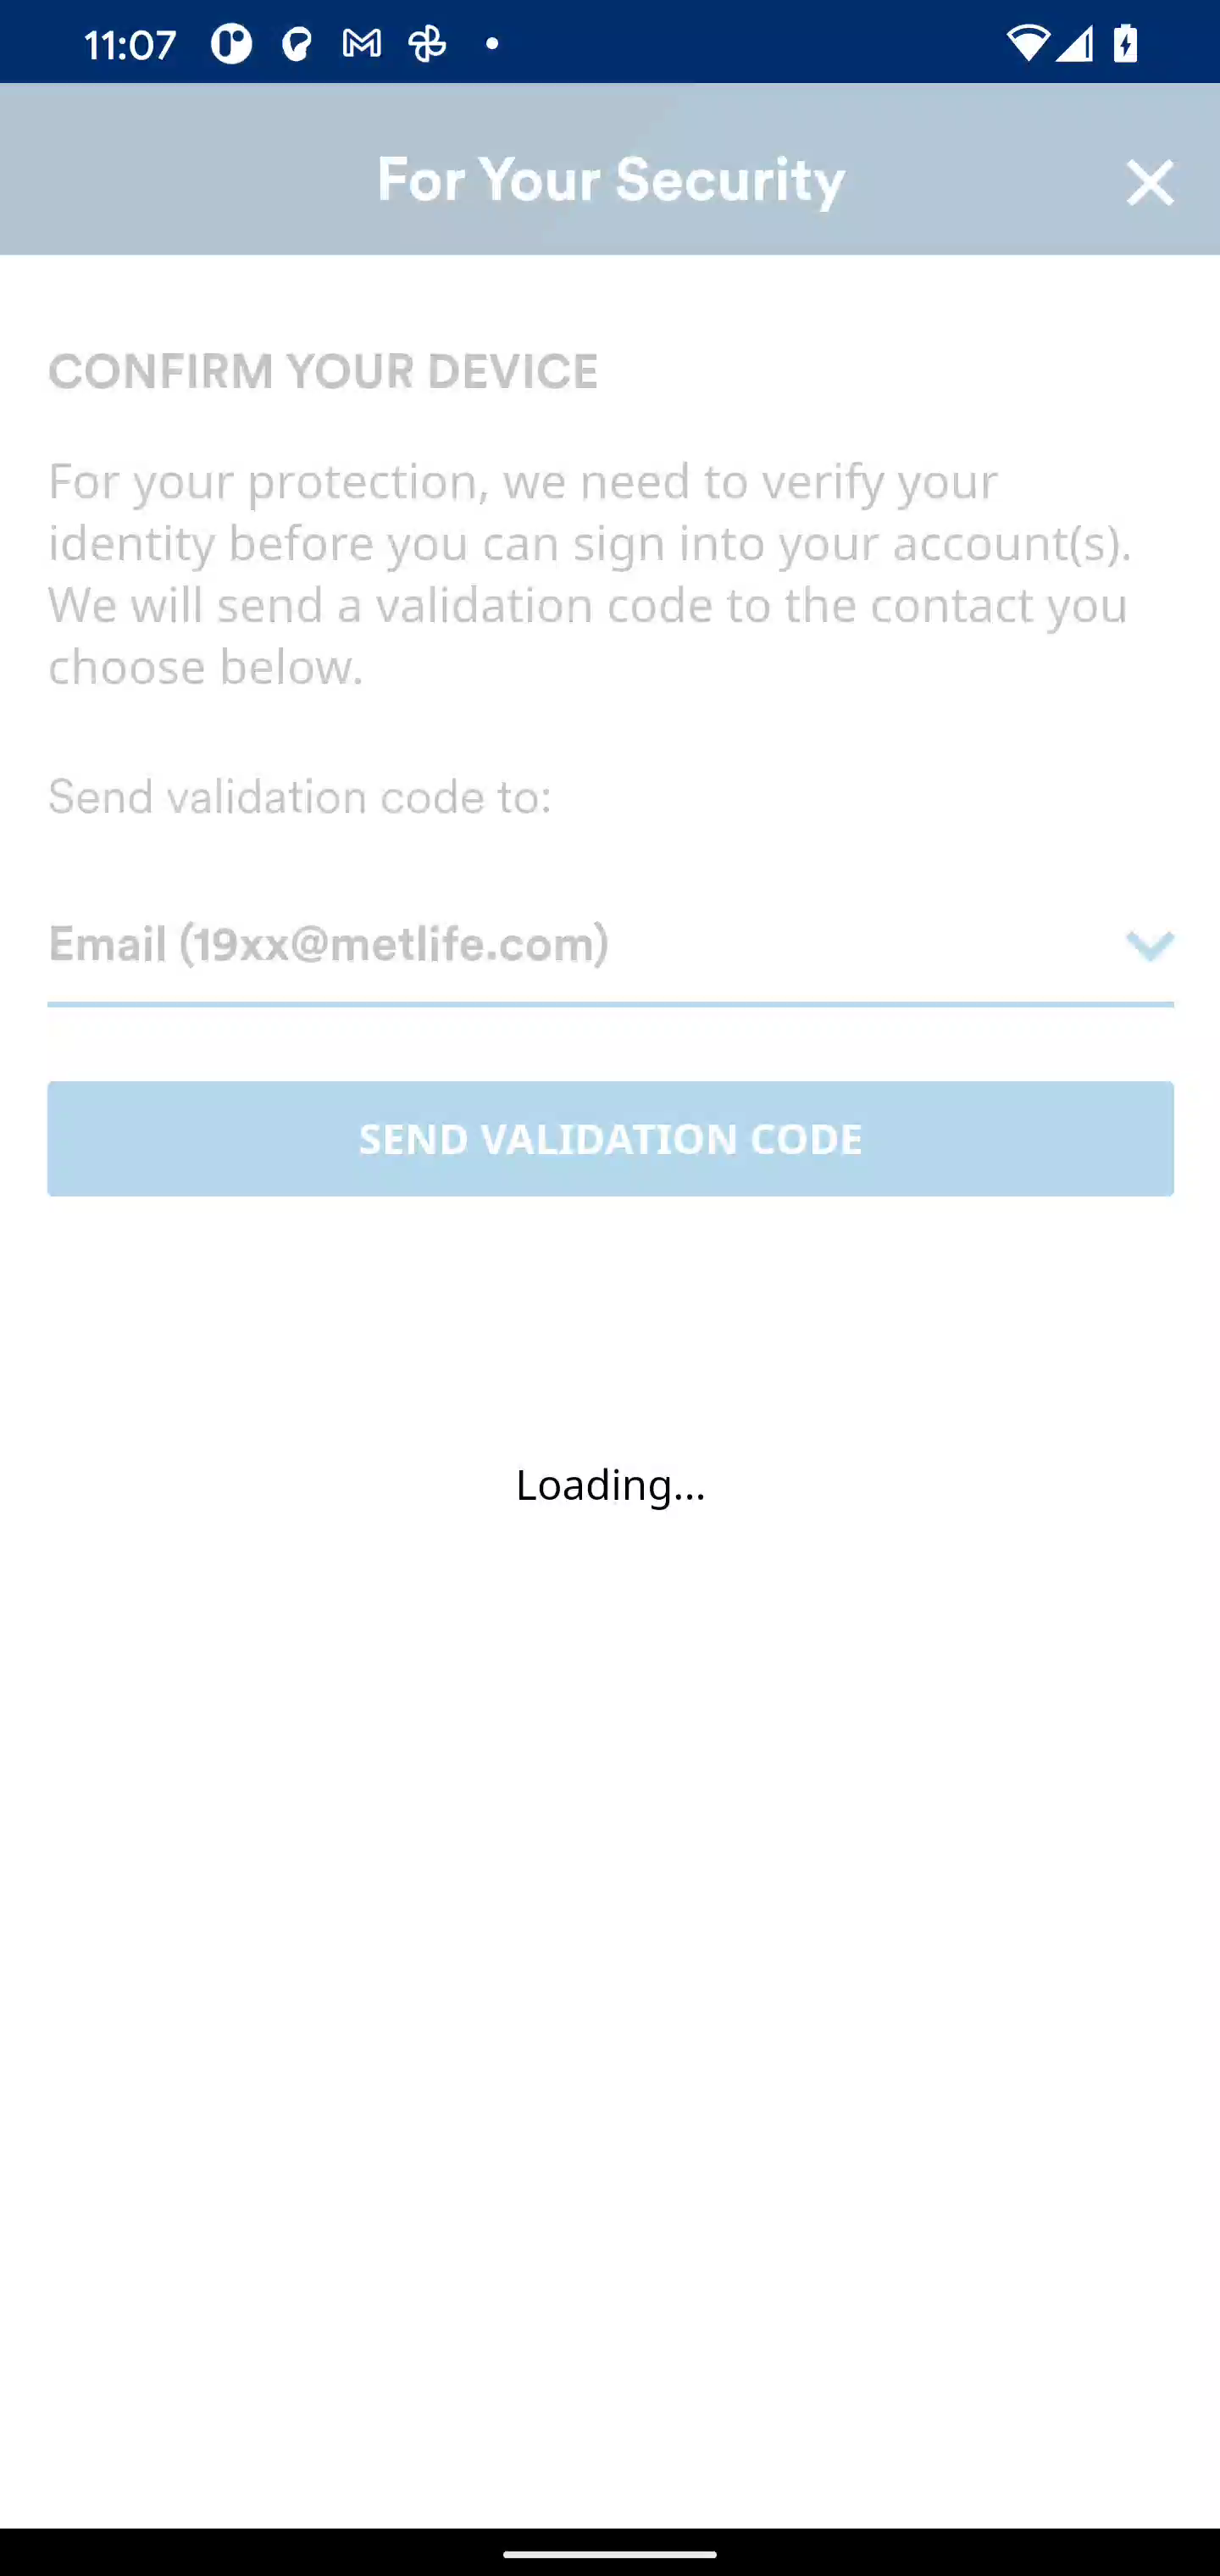 11:07
For Your Security
CONFIRM YOUR DEVICE
For your protection, we need to verify your
identity before you can sign into your account(s).
We will send a validation code to the contact you
choose below.
Send validation code to:
Email (19xx@metlife.com)
SEND VALIDATION CODE
Loading...